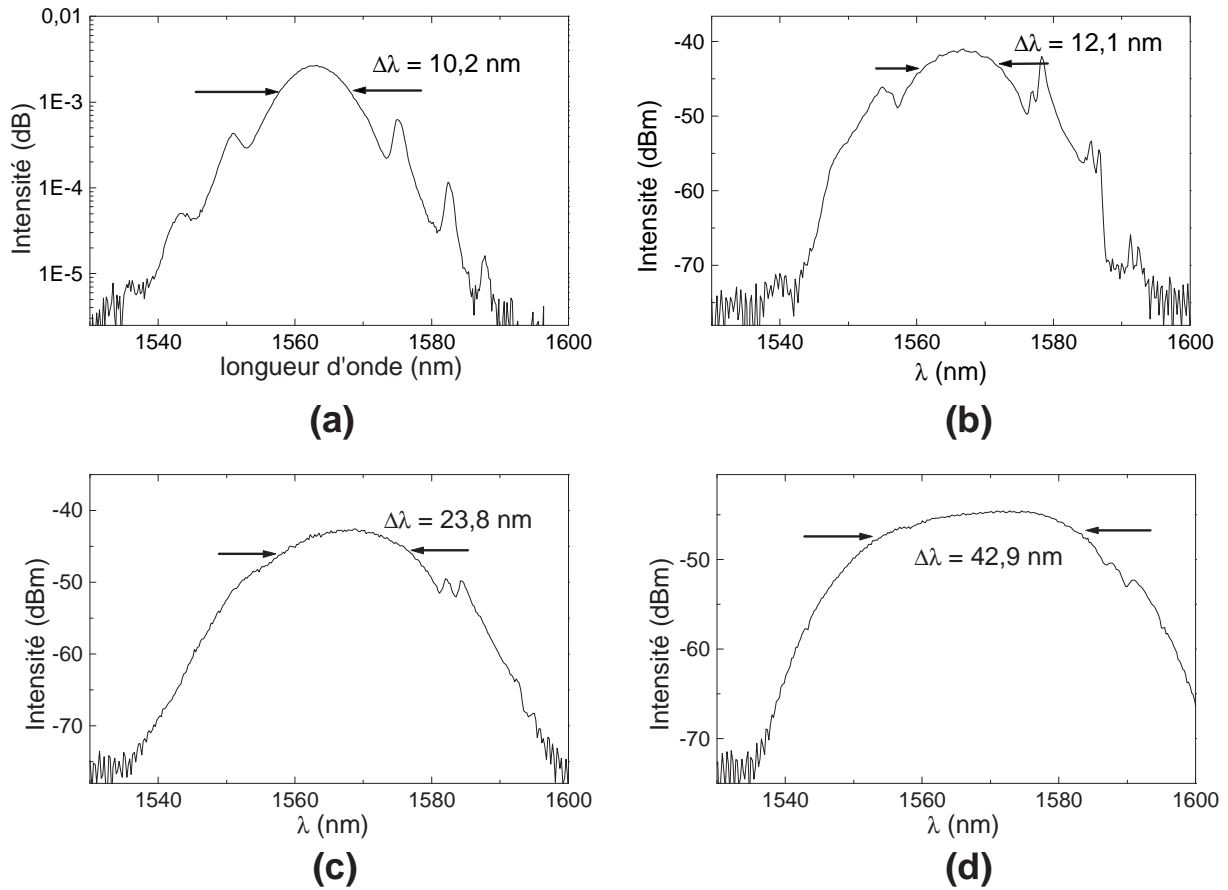 0,01
1E-3
1E-4
1E-5
Intensité (dB)
Δλ = 10,2 nm
1540 1560 1580 1600
longueur d'onde (nm)
(a)
-40
-50
-60
-70
Intensité (dBm)
Δλ = 12,1 nm
1540 1560 1580 1600
λ (nm)
(b)
-40
-50
-60
-70
Intensité (dBm)
Δλ = 23,8 nm
1540 1560 1580 1600
λ (nm)
(c)
-50
-60
-70
Intensité (dBm)
Δλ = 42,9 nm
1540 1560 1580 1600
λ (nm)
(d)